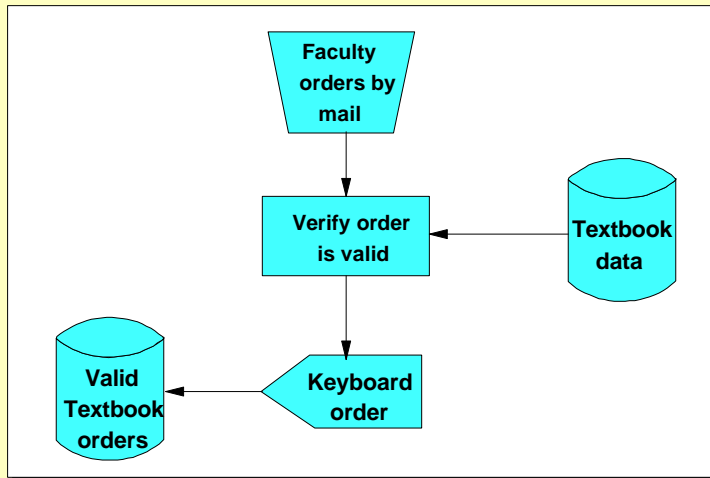 Faculty
orders by
mail
Verify order
is valid
Textbook
data
Keyboard
order
Valid
Textbook
orders